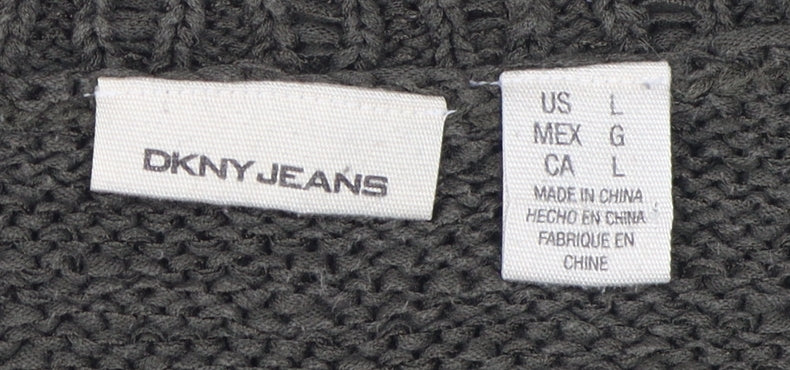 DKNY JEANS
US L
MEX G
CA L
MADE IN CHINA
HECHO EN CHINA
FABRIQUE EN
CHINE